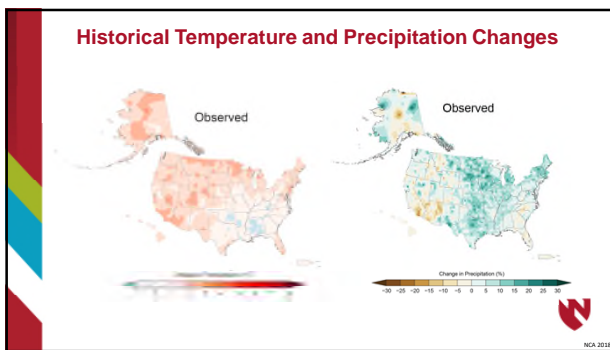 Historical Temperature and Precipitation Changes
Observed
Observed
Change in Precipitation (%)
-30 -25 -20 -15 -10 -5 0 5 10 15 20 25 30
N
NCA 2018